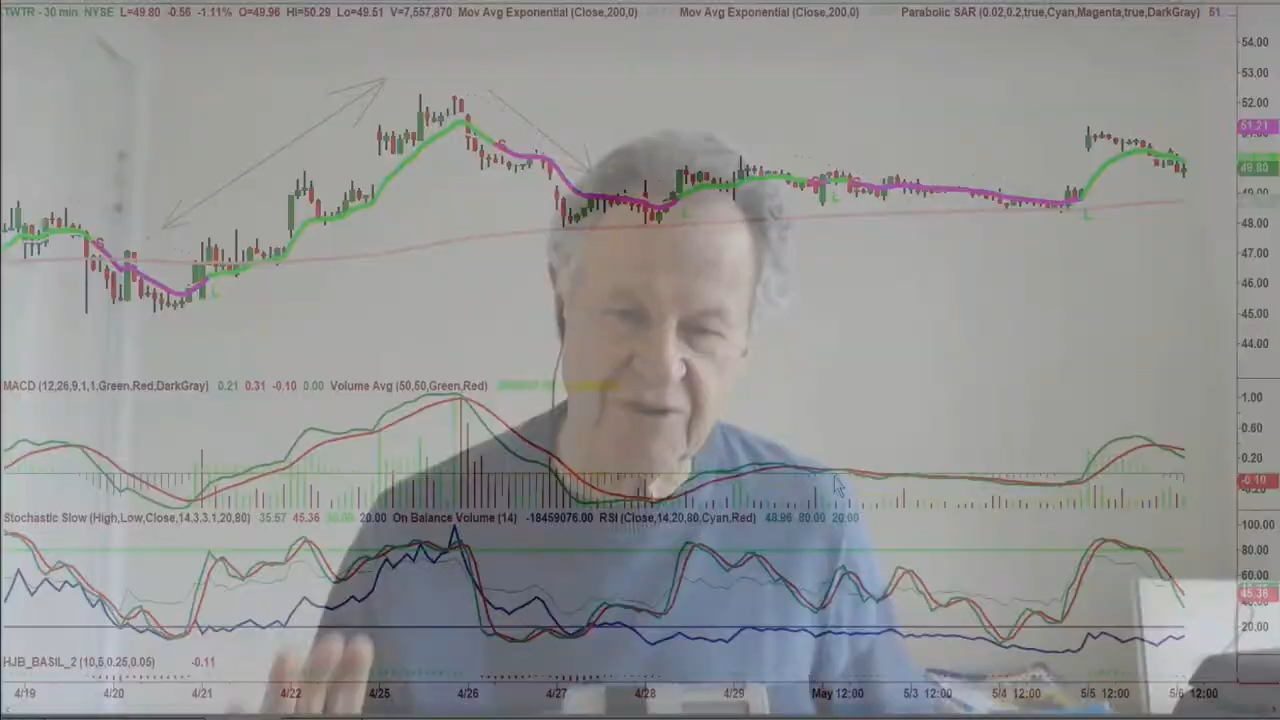 TWTR - 30 min NYSE L=49.80 -0.56 -1.11% O=49.96 Hi=50.29 Lo=49.51 V=7,557,870 Mov Avg Exponential (Close,200,0) Mov Avg Exponential (Close,200,0) Parabolic SAR (0.02,0.2,true,Cyan,Magenta,true,DarkGray) 51...
54.00
53.00
52.00
51.21
49.80
49.00
48.00
47.00
46.00
45.00
44.00
S
S
S
S
L
L
L
L
MACD (12,26,9,1,1,Green,Red,DarkGray) 0.21 0.31 -0.10 0.00 Volume Avg (50,50,Green,Red)
1.00
0.60
0.20
-0.10
Stochastic Slow (High,Low,Close,14,3,3,1,20,80) 35.57 45.36 20.00 On Balance Volume (14) -18459076.00 RSI (Close,14,20,80,Cyan,Red) 48.96 80.00 20.00
100.00
80.00
60.00
45.36
20.00
HJB_BASIL_2 (10,5,0.25,0.05) -0.11
4/19 4/20 4/21 4/22 4/25 4/26 4/27 4/28 4/29 May 12:00 5/3 12:00 5/4 12:00 5/5 12:00 5/6 12:00